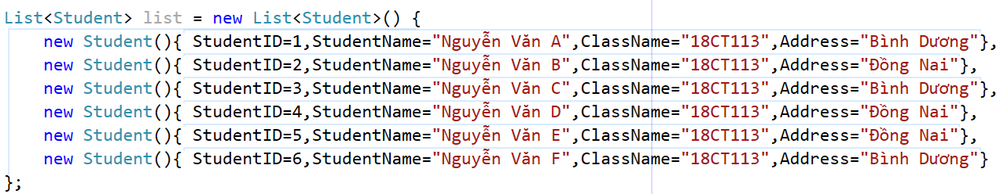 List<Student> list = new List<Student>() {
new Student(){ StudentID=1,StudentName="Nguyễn Văn A",ClassName="18CT113",Address="Bình Dương"},
new Student(){ StudentID=2,StudentName="Nguyễn Văn B",ClassName="18CT113",Address="Đồng Nai"},
new Student(){ StudentID=3,StudentName="Nguyễn Văn C",ClassName="18CT113",Address="Bình Dương"},
new Student(){ StudentID=4,StudentName="Nguyễn Văn D",ClassName="18CT113",Address="Đồng Nai"},
new Student(){ StudentID=5,StudentName="Nguyễn Văn E",ClassName="18CT113",Address="Đồng Nai"},
new Student(){ StudentID=6,StudentName="Nguyễn Văn F",ClassName="18CT113",Address="Bình Dương"}
};